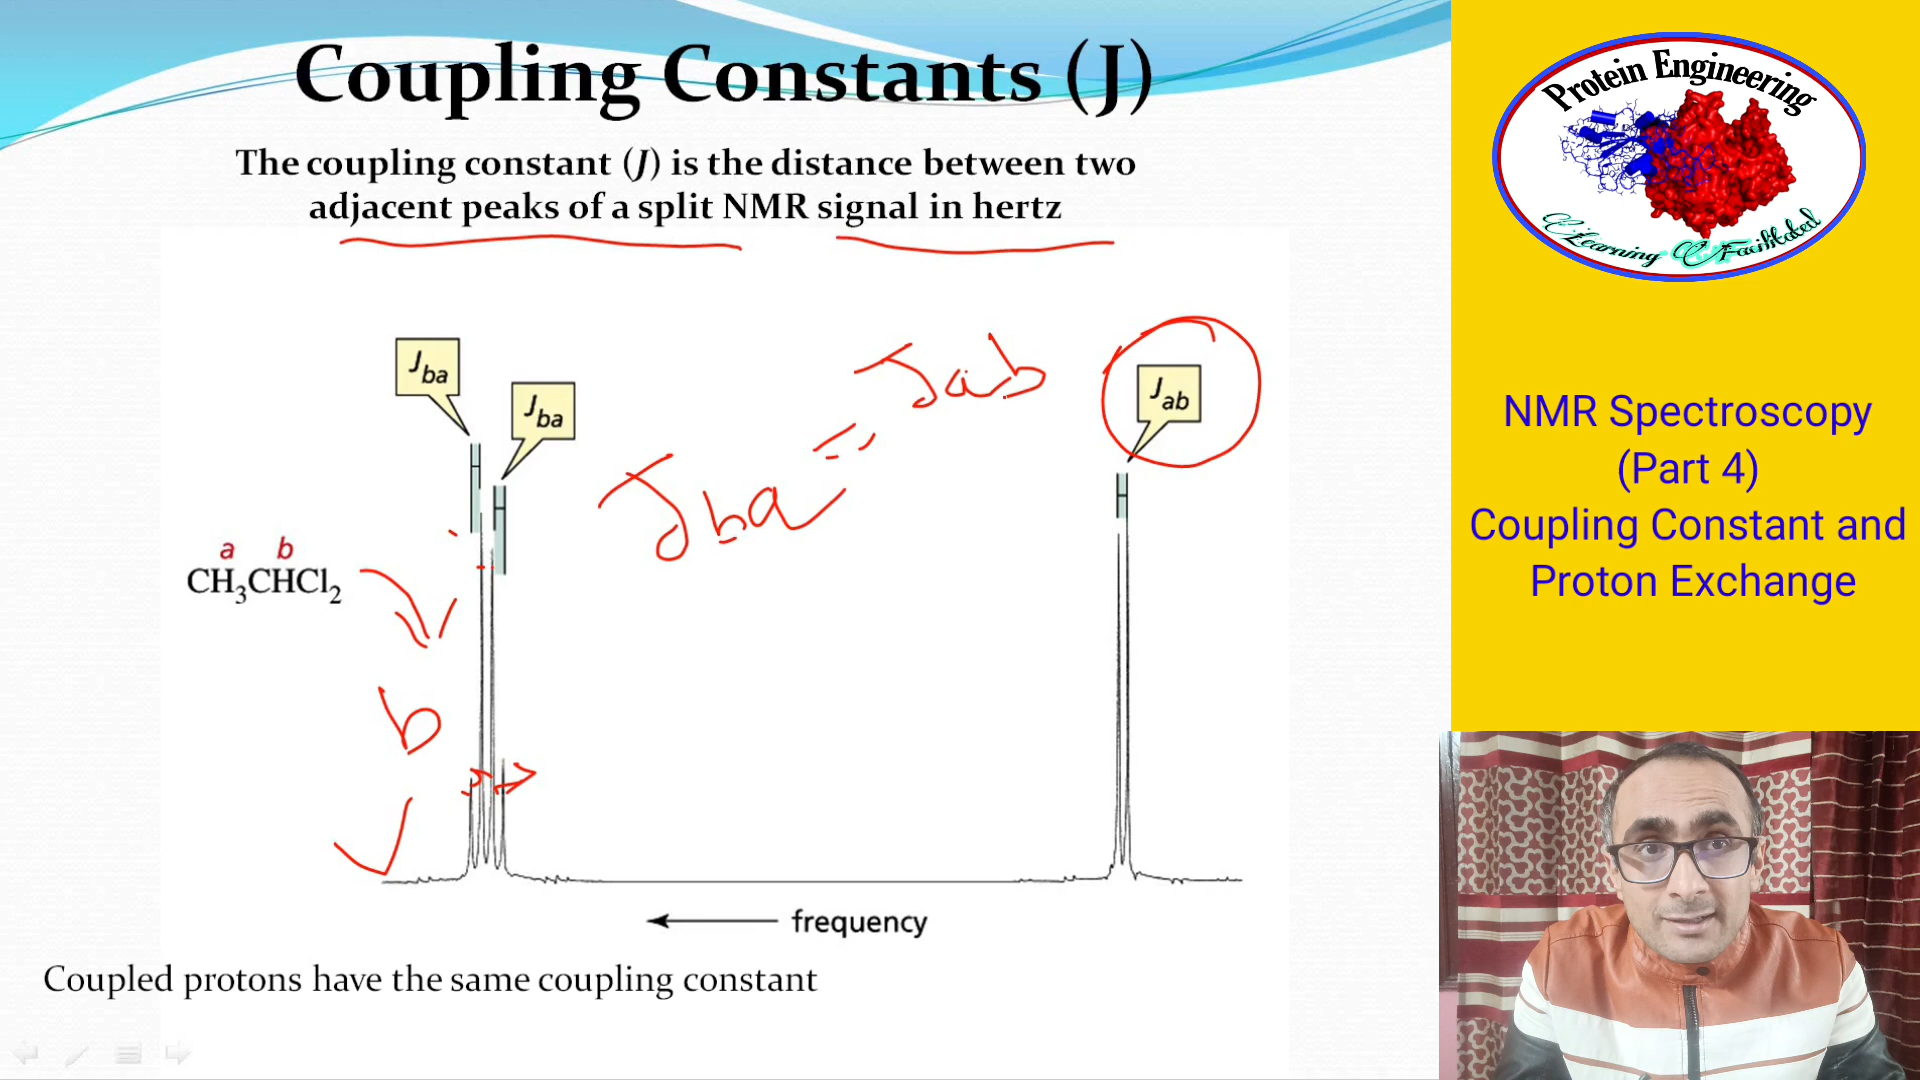 Coupling Constants (J)
The coupling constant (J) is the distance between two
adjacent peaks of a split NMR signal in hertz
Jba
Jba
Jba = Jab
Jab
a b
CH₃CHCl₂
b
frequency
Coupled protons have the same coupling constant
Protein Engineering
eLearning Facilitated
NMR Spectroscopy
(Part 4)
Coupling Constant and
Proton Exchange